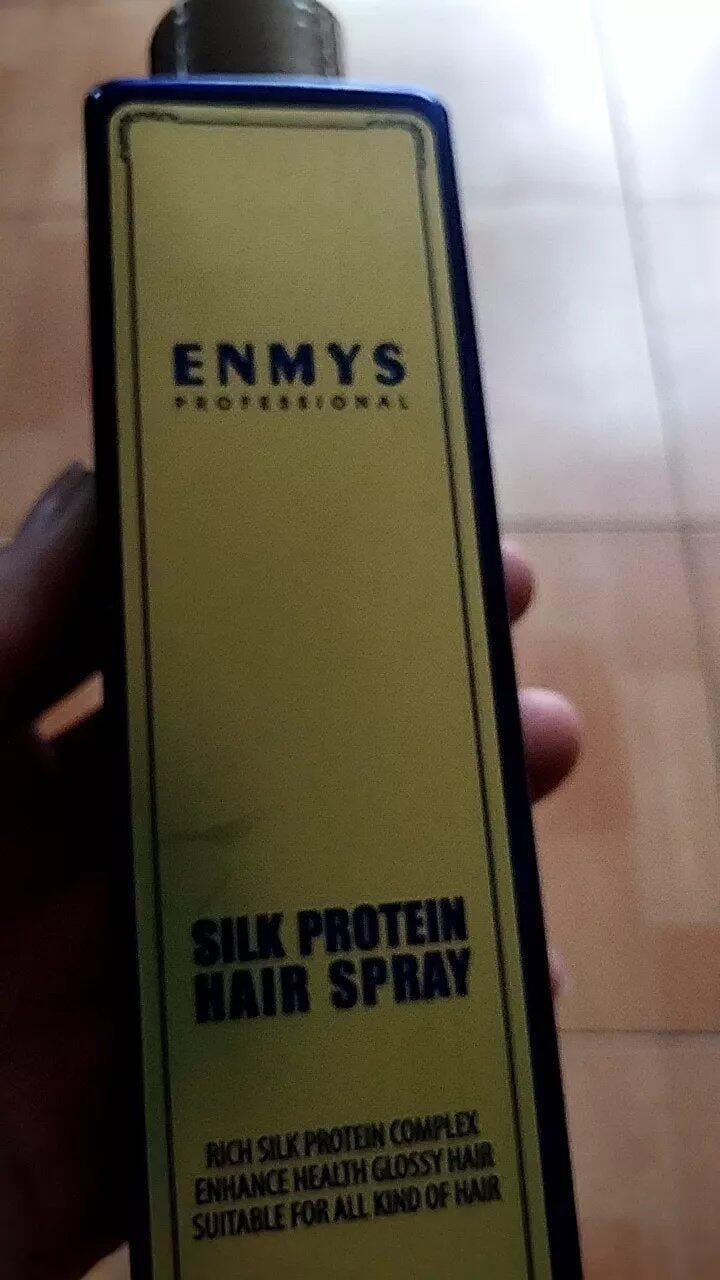 ENMYS
PROFESSIONAL
SILK PROTEIN
HAIR SPRAY
RICH SILK PROTEIN COMPLEX
ENHANCE HEALTH GLOSSY HAIR
SUITABLE FOR ALL KIND OF HAIR